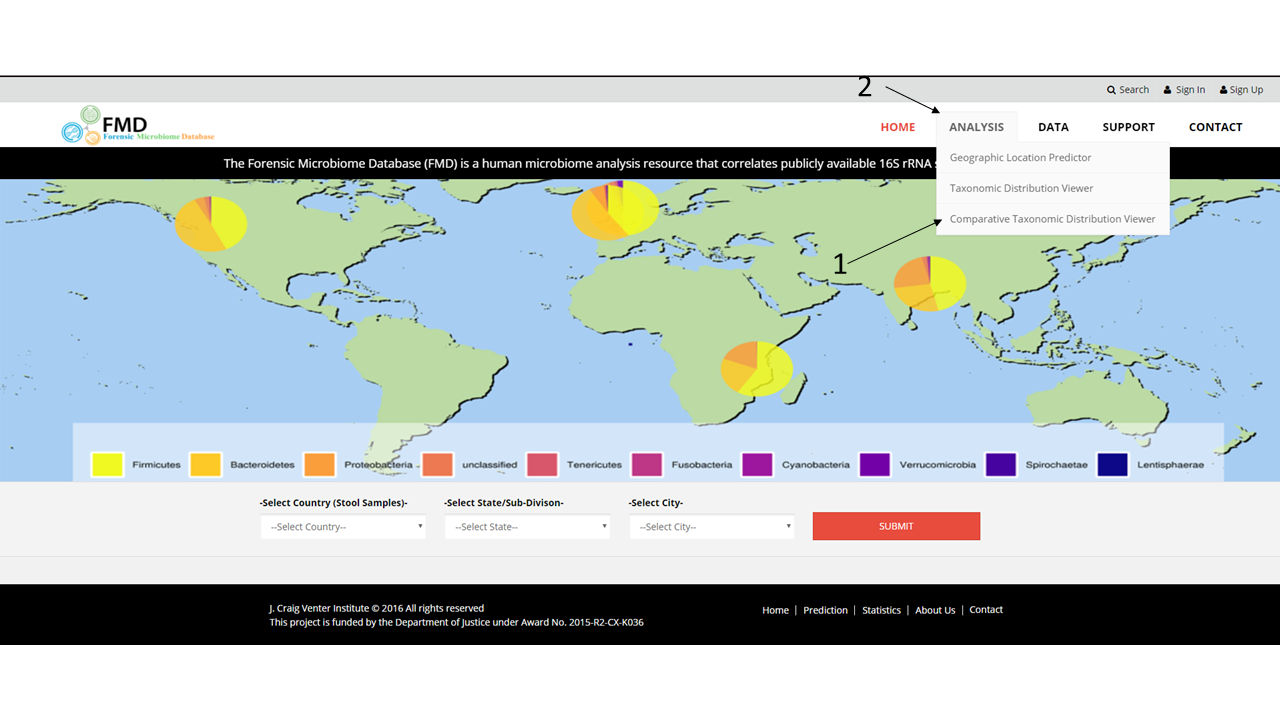 2
Search Sign In Sign Up
FMD
Forensic Microbiome Database
HOME ANALYSIS DATA SUPPORT CONTACT
The Forensic Microbiome Database (FMD) is a human microbiome analysis resource that correlates publicly available 16S rRNA
Geographic Location Predictor
Taxonomic Distribution Viewer
Comparative Taxonomic Distribution Viewer
1
Firmicutes Bacteroidetes Proteobacteria unclassified Tenericutes Fusobacteria Cyanobacteria Verrucomicrobia Spirochaetae Lentisphaerae
-Select Country (Stool Samples)- -Select State/Sub-Divison- -Select City-
--Select Country-- --Select State-- --Select City-- SUBMIT
J. Craig Venter Institute © 2016 All rights reserved
This project is funded by the Department of Justice under Award No. 2015-R2-CX-K036
Home | Prediction | Statistics | About Us | Contact